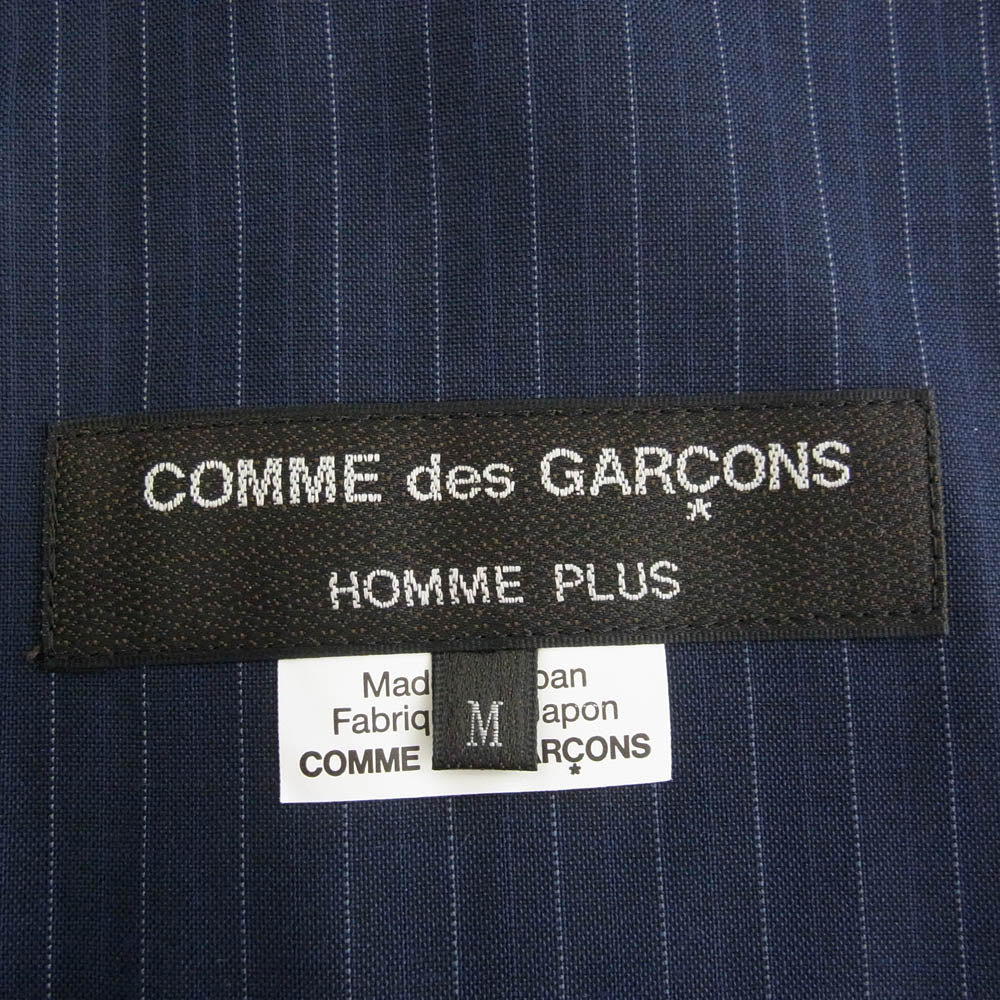 COMME des GARÇONS
HOMME PLUS
Mad pan
Fabriq Japon
M
COMME ARÇONS